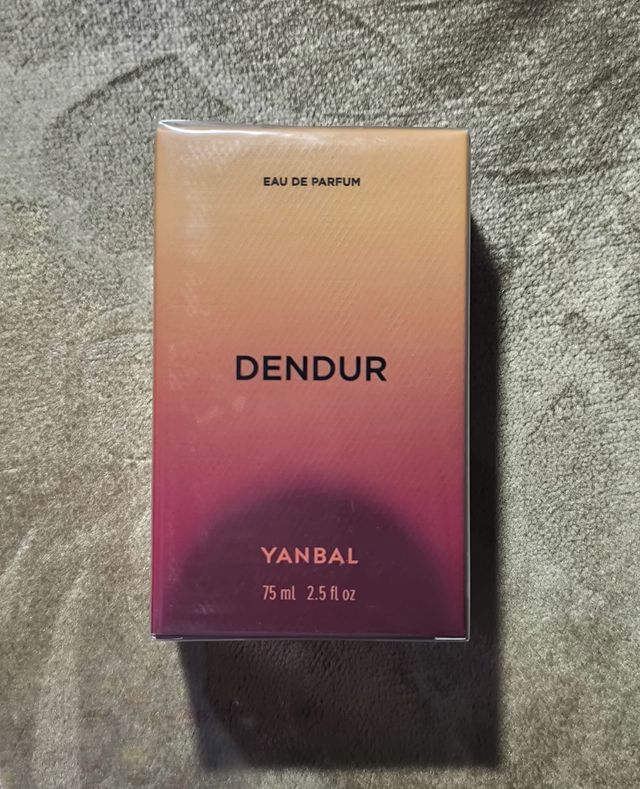 EAU DE PARFUM
DENDUR
YANBAL
75 ml 2.5 fl oz